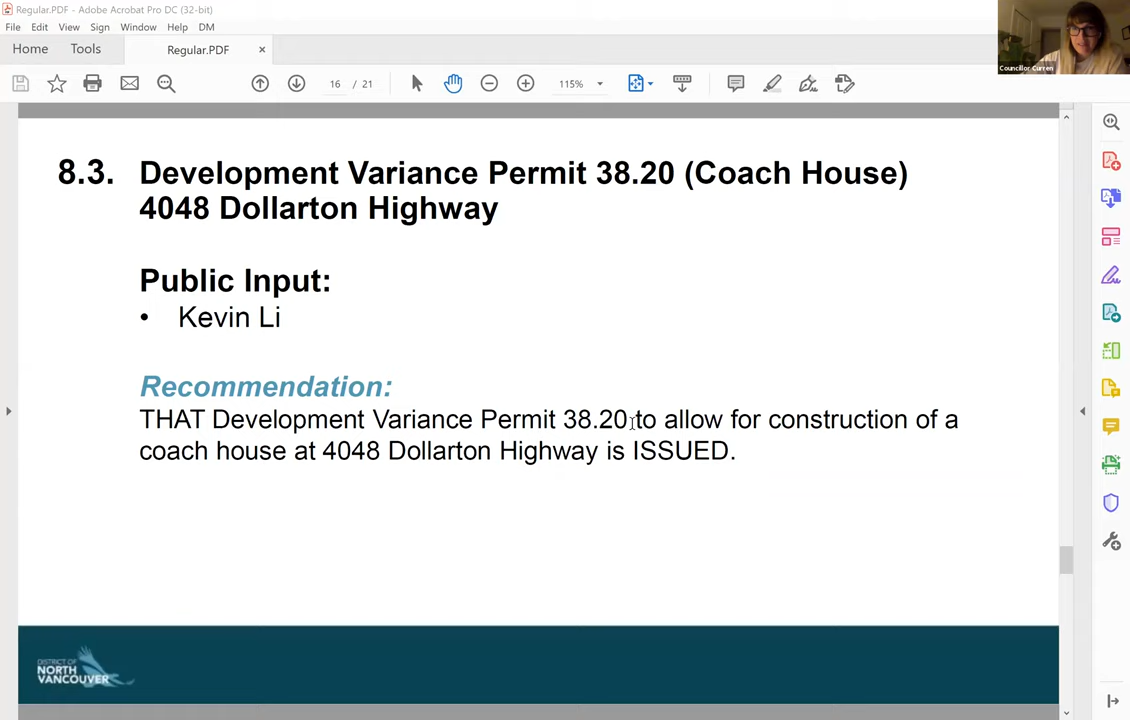 Regular.PDF - Adobe Acrobat Pro DC (32-bit)
File Edit View Sign Window Help DM
Home Tools Regular.PDF ×
16 / 21 115%
Councillor Curren
8.3. Development Variance Permit 38.20 (Coach House)
4048 Dollarton Highway
Public Input:
• Kevin Li
Recommendation:
THAT Development Variance Permit 38.20 to allow for construction of a
coach house at 4048 Dollarton Highway is ISSUED.
DISTRICT OF
NORTH
VANCOUVER